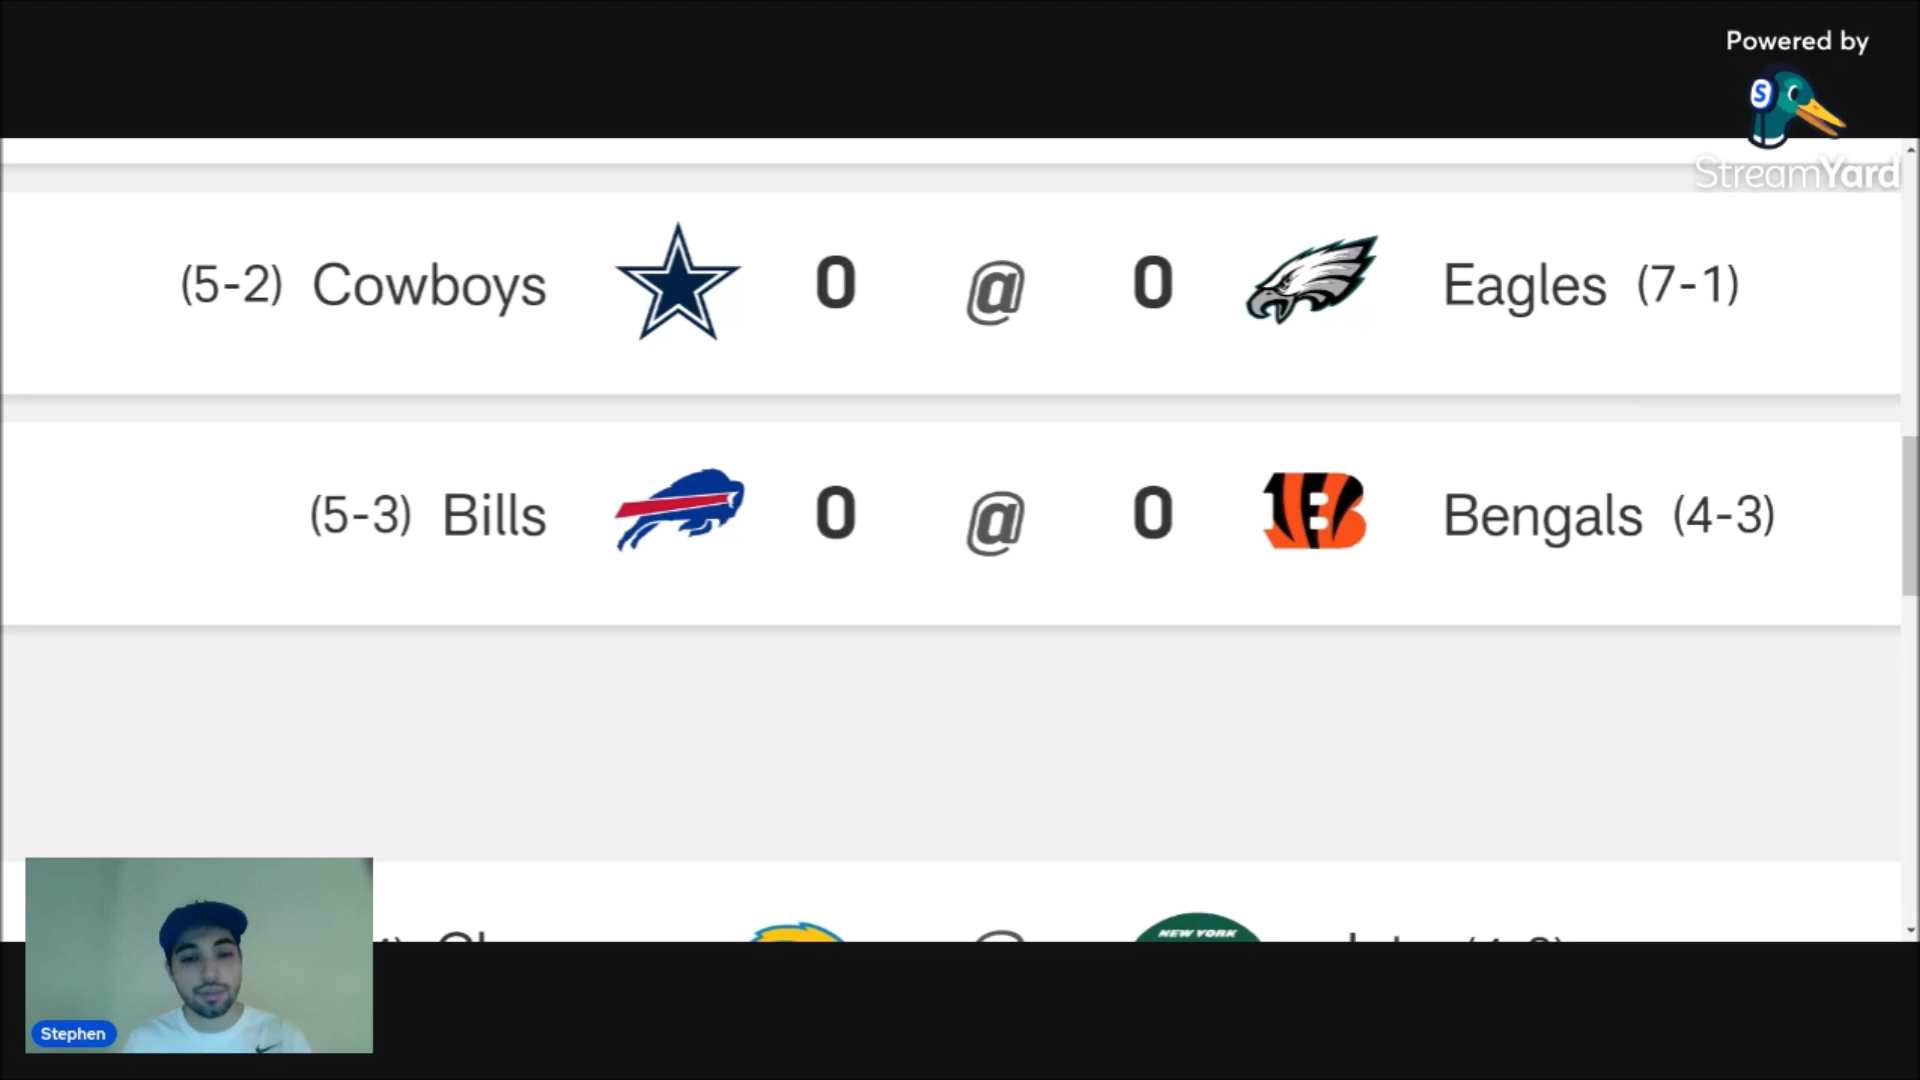 Powered by
S
StreamYard
(5-2) Cowboys 0 @ 0 Eagles (7-1)
(5-3) Bills 0 @ 0 Bengals (4-3)
NEW YORK
Stephen